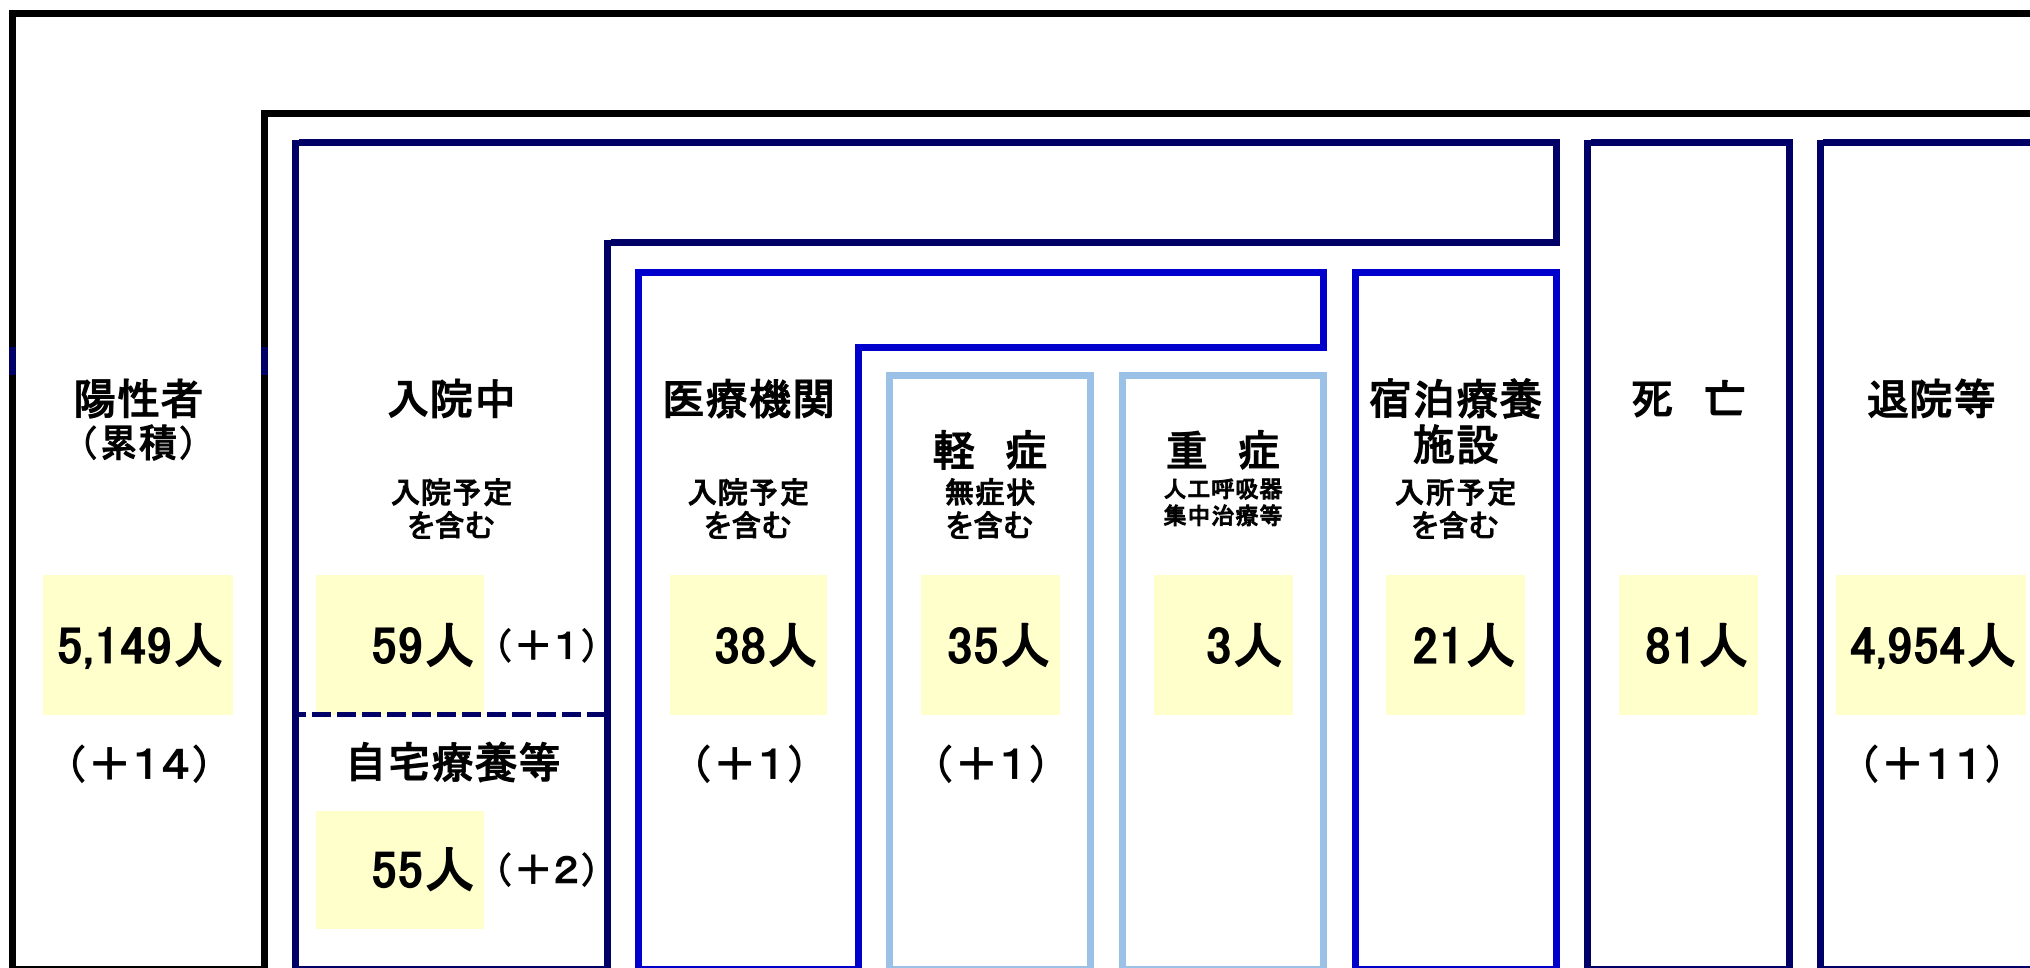 陽性者
（累積）
5,149人
（＋14）
入院中
入院予定
を含む
59人 （＋1）
自宅療養等
55人 （＋2）
医療機関
入院予定
を含む
38人
（＋1）
軽　症
無症状
を含む
35人
（＋1）
重　症
人工呼吸器
集中治療等
3人
宿泊療養
施設
入所予定
を含む
21人
死　亡
81人
退院等
4,954人
（＋11）